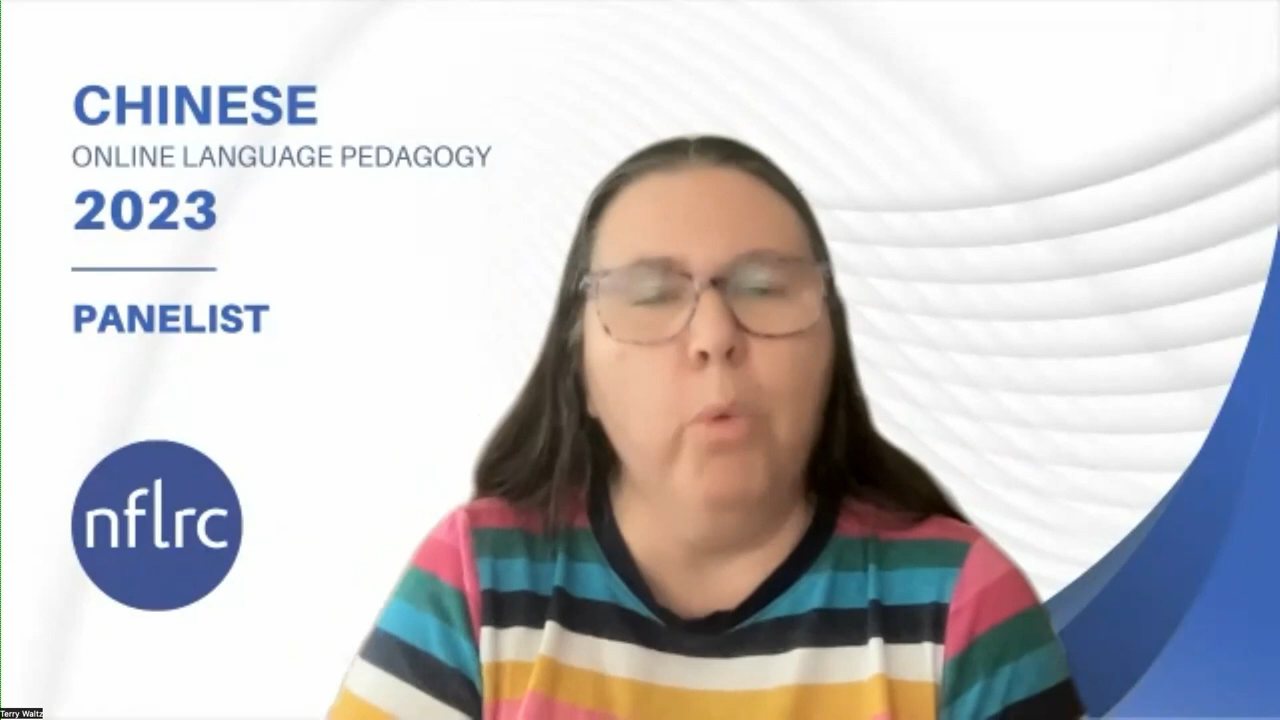 CHINESE
ONLINE LANGUAGE PEDAGOGY
2023
PANELIST
nflrc
Terry Waltz